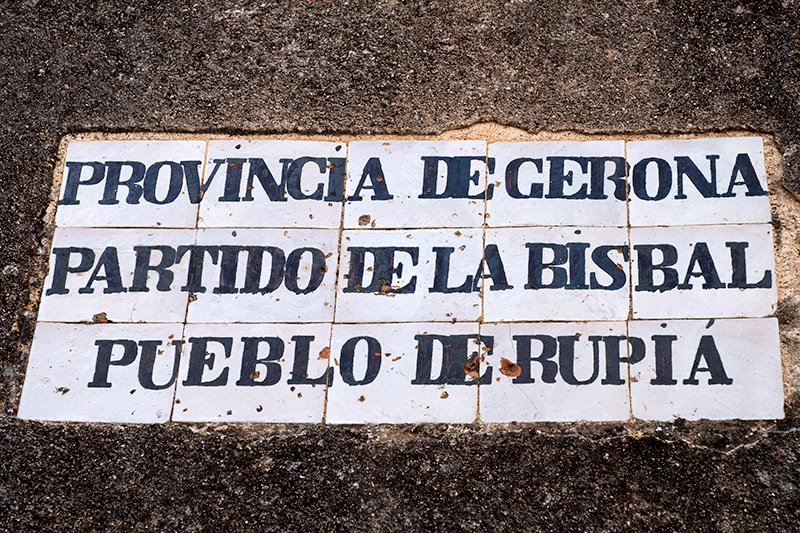 PROVINCIA DE GERONA
PARTIDO DE LA BISBAL
PUEBLO DE RUPIÁ